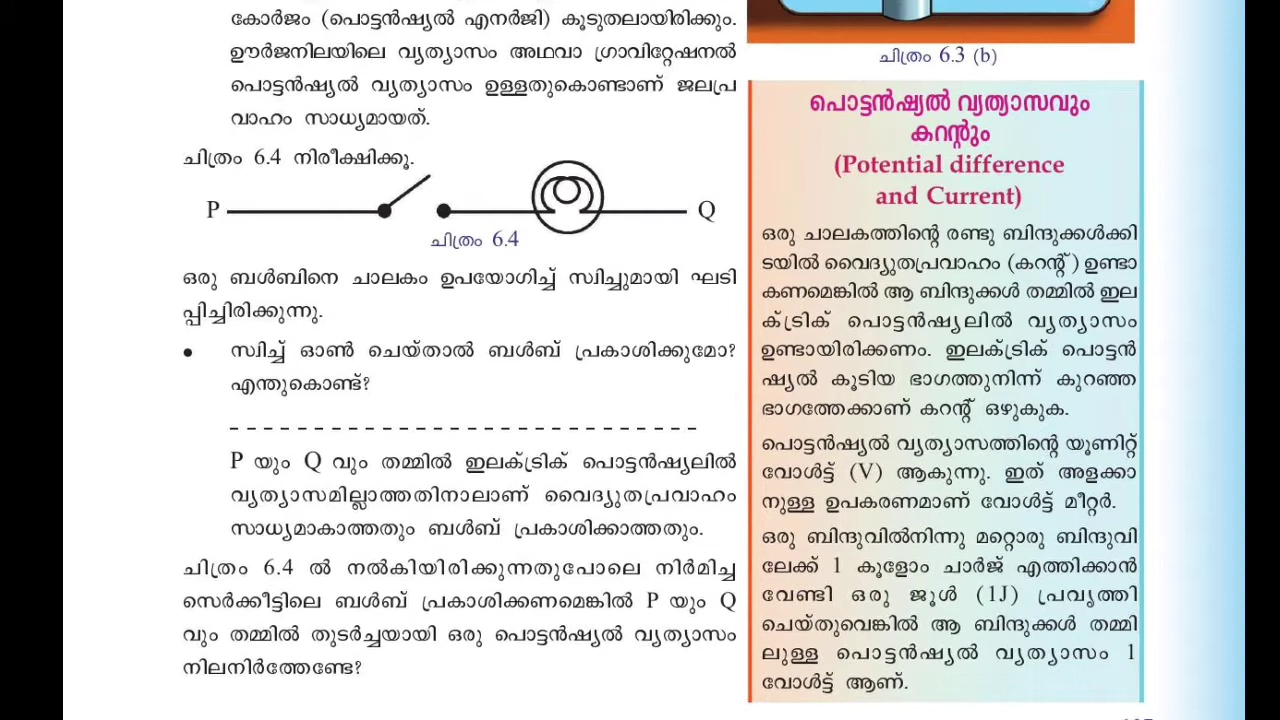 കോർജം (പൊട്ടൻഷ്യൽ എനർജി) കൂടുതലായിരിക്കും.
ഊർജനിലയിലെ വ്യത്യാസം അഥവാ ഗ്രാവിറ്റേഷനൽ
പൊട്ടൻഷ്യൽ വ്യത്യാസം ഉള്ളതുകൊണ്ടാണ് ജലപ്ര
വാഹം സാധ്യമായത്.
ചിത്രം 6.4 നിരീക്ഷിക്കൂ.
P
Q
ചിത്രം 6.4
ഒരു ബൾബിനെ ചാലകം ഉപയോഗിച്ച് സ്വിച്ചുമായി ഘടി
പ്പിച്ചിരിക്കുന്നു.
• സ്വിച്ച് ഓൺ ചെയ്താൽ ബൾബ് പ്രകാശിക്കുമോ?
എന്തുകൊണ്ട്?
P യും Q വും തമ്മിൽ ഇലക്ട്രിക് പൊട്ടൻഷ്യലിൽ
വ്യത്യാസമില്ലാത്തതിനാലാണ് വൈദ്യുതപ്രവാഹം
സാധ്യമാകാത്തതും ബൾബ് പ്രകാശിക്കാത്തതും.
ചിത്രം 6.4 ൽ നൽകിയിരിക്കുന്നതുപോലെ നിർമിച്ച
സെർക്കീട്ടിലെ ബൾബ് പ്രകാശിക്കണമെങ്കിൽ P യും Q
വും തമ്മിൽ തുടർച്ചയായി ഒരു പൊട്ടൻഷ്യൽ വ്യത്യാസം
നിലനിർത്തേണ്ടേ?
ചിത്രം 6.3 (b)
പൊട്ടൻഷ്യൽ വ്യത്യാസവും
കറന്റും
(Potential difference
and Current)
ഒരു ചാലകത്തിന്റെ രണ്ടു ബിന്ദുക്കൾക്കി
ടയിൽ വൈദ്യുതപ്രവാഹം (കറന്റ്) ഉണ്ടാ
കണമെങ്കിൽ ആ ബിന്ദുക്കൾ തമ്മിൽ ഇല
ക്ട്രിക് പൊട്ടൻഷ്യലിൽ വ്യത്യാസം
ഉണ്ടായിരിക്കണം. ഇലക്ട്രിക് പൊട്ടൻ
ഷ്യൽ കൂടിയ ഭാഗത്തുനിന്ന് കുറഞ്ഞ
ഭാഗത്തേക്കാണ് കറന്റ് ഒഴുകുക.
പൊട്ടൻഷ്യൽ വ്യത്യാസത്തിന്റെ യൂണിറ്റ്
വോൾട്ട് (V) ആകുന്നു. ഇത് അളക്കാ
നുള്ള ഉപകരണമാണ് വോൾട്ട് മീറ്റർ.
ഒരു ബിന്ദുവിൽനിന്നു മറ്റൊരു ബിന്ദുവി
ലേക്ക് 1 കൂളോം ചാർജ് എത്തിക്കാൻ
വേണ്ടി ഒരു ജൂൾ (1J) പ്രവൃത്തി
ചെയ്തുവെങ്കിൽ ആ ബിന്ദുക്കൾ തമ്മി
ലുള്ള പൊട്ടൻഷ്യൽ വ്യത്യാസം 1
വോൾട്ട് ആണ്.